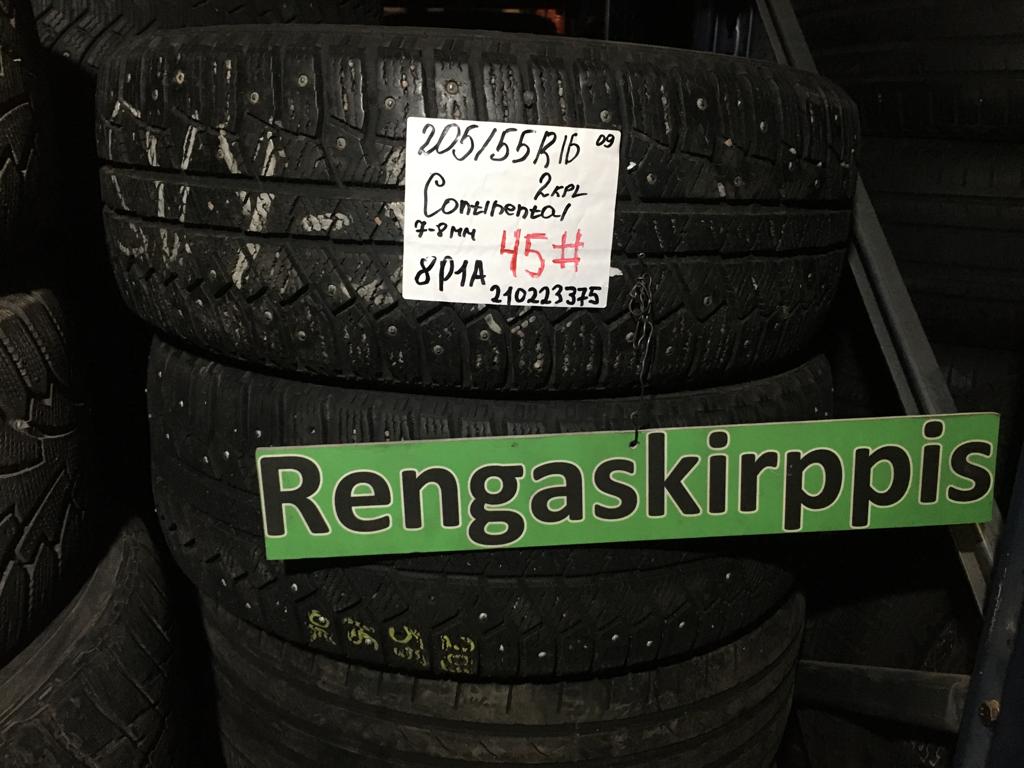 205/55R16 09
2KPL
Continental
7-8MM
45#
8P1A
210223375
Rengaskirppis